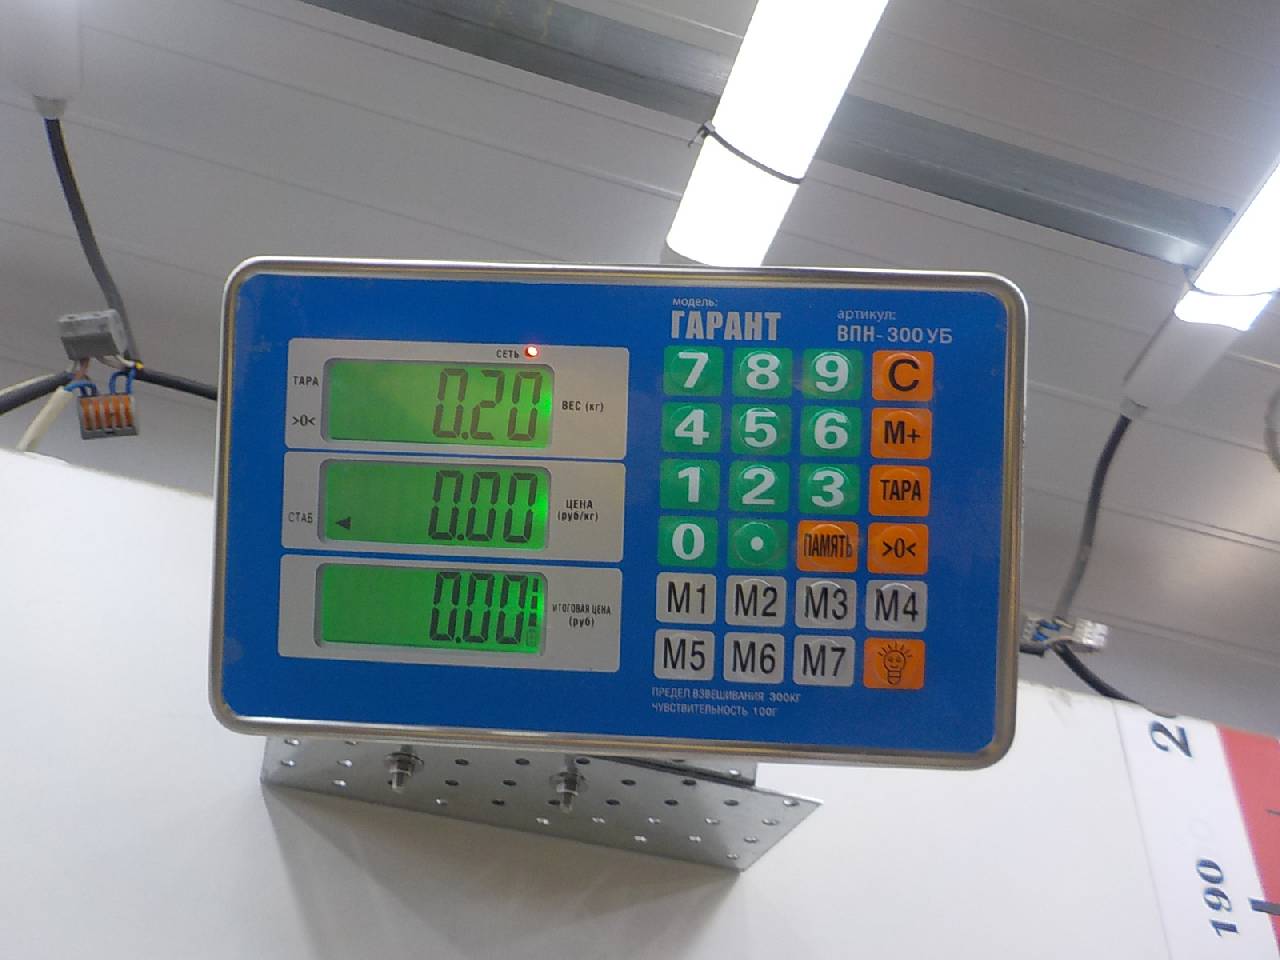 модель:
ГАРАНТ
артикул:
ВПН-300УБ
СЕТЬ
ТАРА
>0<
0.20
ВЕС (кг)
СТАБ
0.00
ЦЕНА
(руб/кг)
0.00
ИТОГОВАЯ ЦЕНА
(руб)
7 8 9 C
4 5 6 M+
1 2 3 ТАРА
0 • ПАМЯТЬ >0<
M1 M2 M3 M4
M5 M6 M7
ПРЕДЕЛ ВЗВЕШИВАНИЯ 300КГ
ЧУВСТВИТЕЛЬНОСТЬ 100Г
190